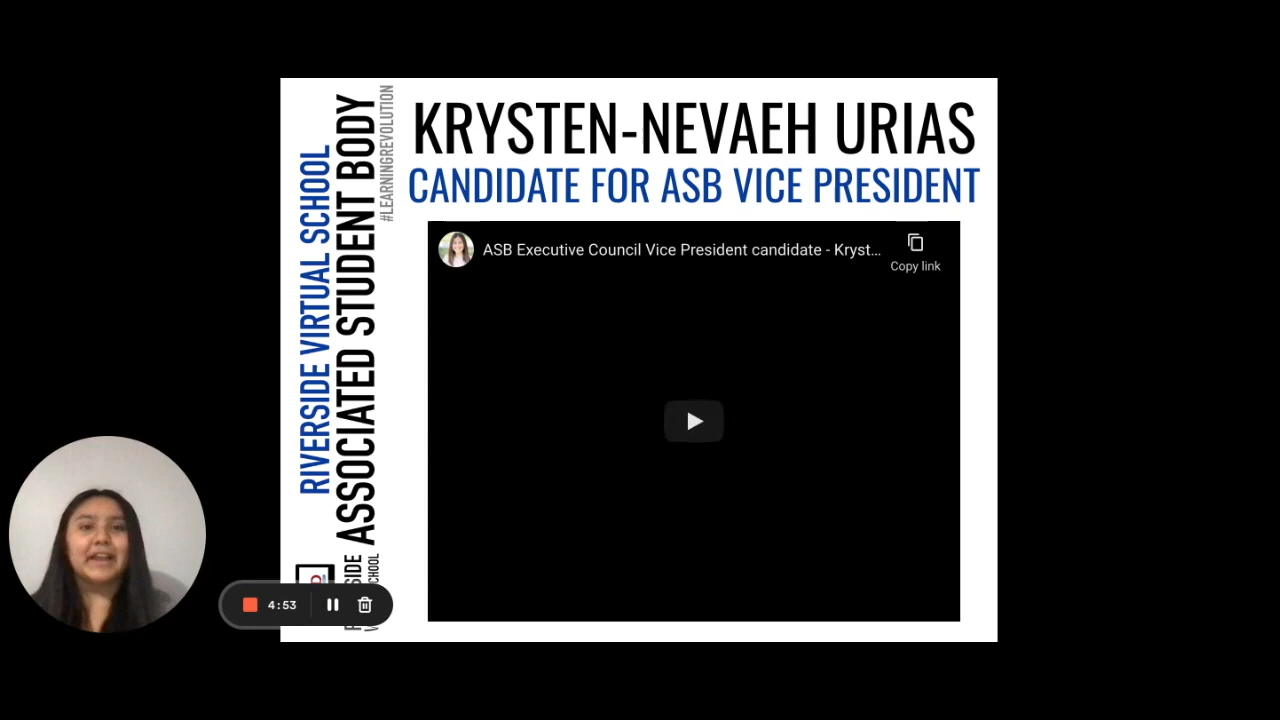 KRYSTEN-NEVAEH URIAS
CANDIDATE FOR ASB VICE PRESIDENT
RIVERSIDE VIRTUAL SCHOOL
ASSOCIATED STUDENT BODY
#LEARNINGREVOLUTION
ASB Executive Council Vice President candidate - Kryst...
Copy link
4:53